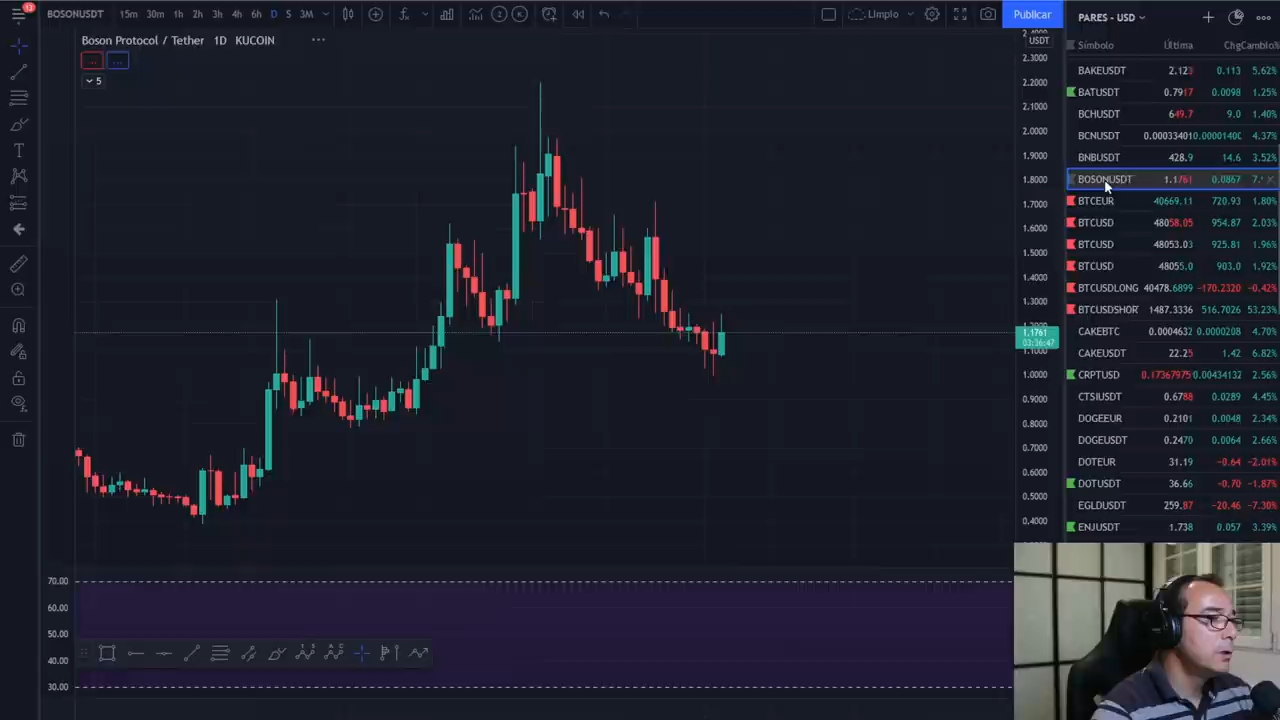 13
BOSONUSDT 15m 30m 1h 2h 3h 4h 6h D S 3M Limpio Publicar
Boson Protocol / Tether 1D KUCOIN
5
USDT
2.3000
2.2000
2.1000
2.0000
1.9000
1.8000
1.7000
1.6000
1.5000
1.4000
1.3000
1.1761
03:36:47
1.1000
1.0000
0.9000
0.8000
0.7000
0.6000
0.5000
0.4000
70.00
60.00
50.00
40.00
30.00
PARES - USD
Símbolo Última Chg Cambio%
BAKEUSDT 2.123 0.113 5.62%
BATUSDT 0.7917 0.0098 1.25%
BCHUSDT 649.7 9.0 1.40%
BCNUSDT 0.00033401 0.0000140 4.37%
BNBUSDT 428.9 14.6 3.52%
BOSONUSDT 1.1761 0.0867
BTCEUR 40669.11 720.93 1.80%
BTCUSD 48058.05 954.87 2.03%
BTCUSD 48053.03 925.81 1.96%
BTCUSD 48055.0 903.0 1.92%
BTCUSDLONG 40478.6899 -170.2320 -0.42%
BTCUSDSHOR 1487.3336 516.7026 53.23%
CAKEBTC 0.0004632 0.0000208 4.70%
CAKEUSDT 22.25 1.42 6.82%
CRPTUSD 0.17367975 0.00434132 2.56%
CTSIUSDT 0.6788 0.0289 4.45%
DOGEEUR 0.2101 0.0048 2.34%
DOGEUSDT 0.2470 0.0064 2.66%
DOTEUR 31.19 -0.64 -2.01%
DOTUSDT 36.66 -0.70 -1.87%
EGLDUSDT 259.87 -20.46 -7.30%
ENJUSDT 1.738 0.057 3.39%